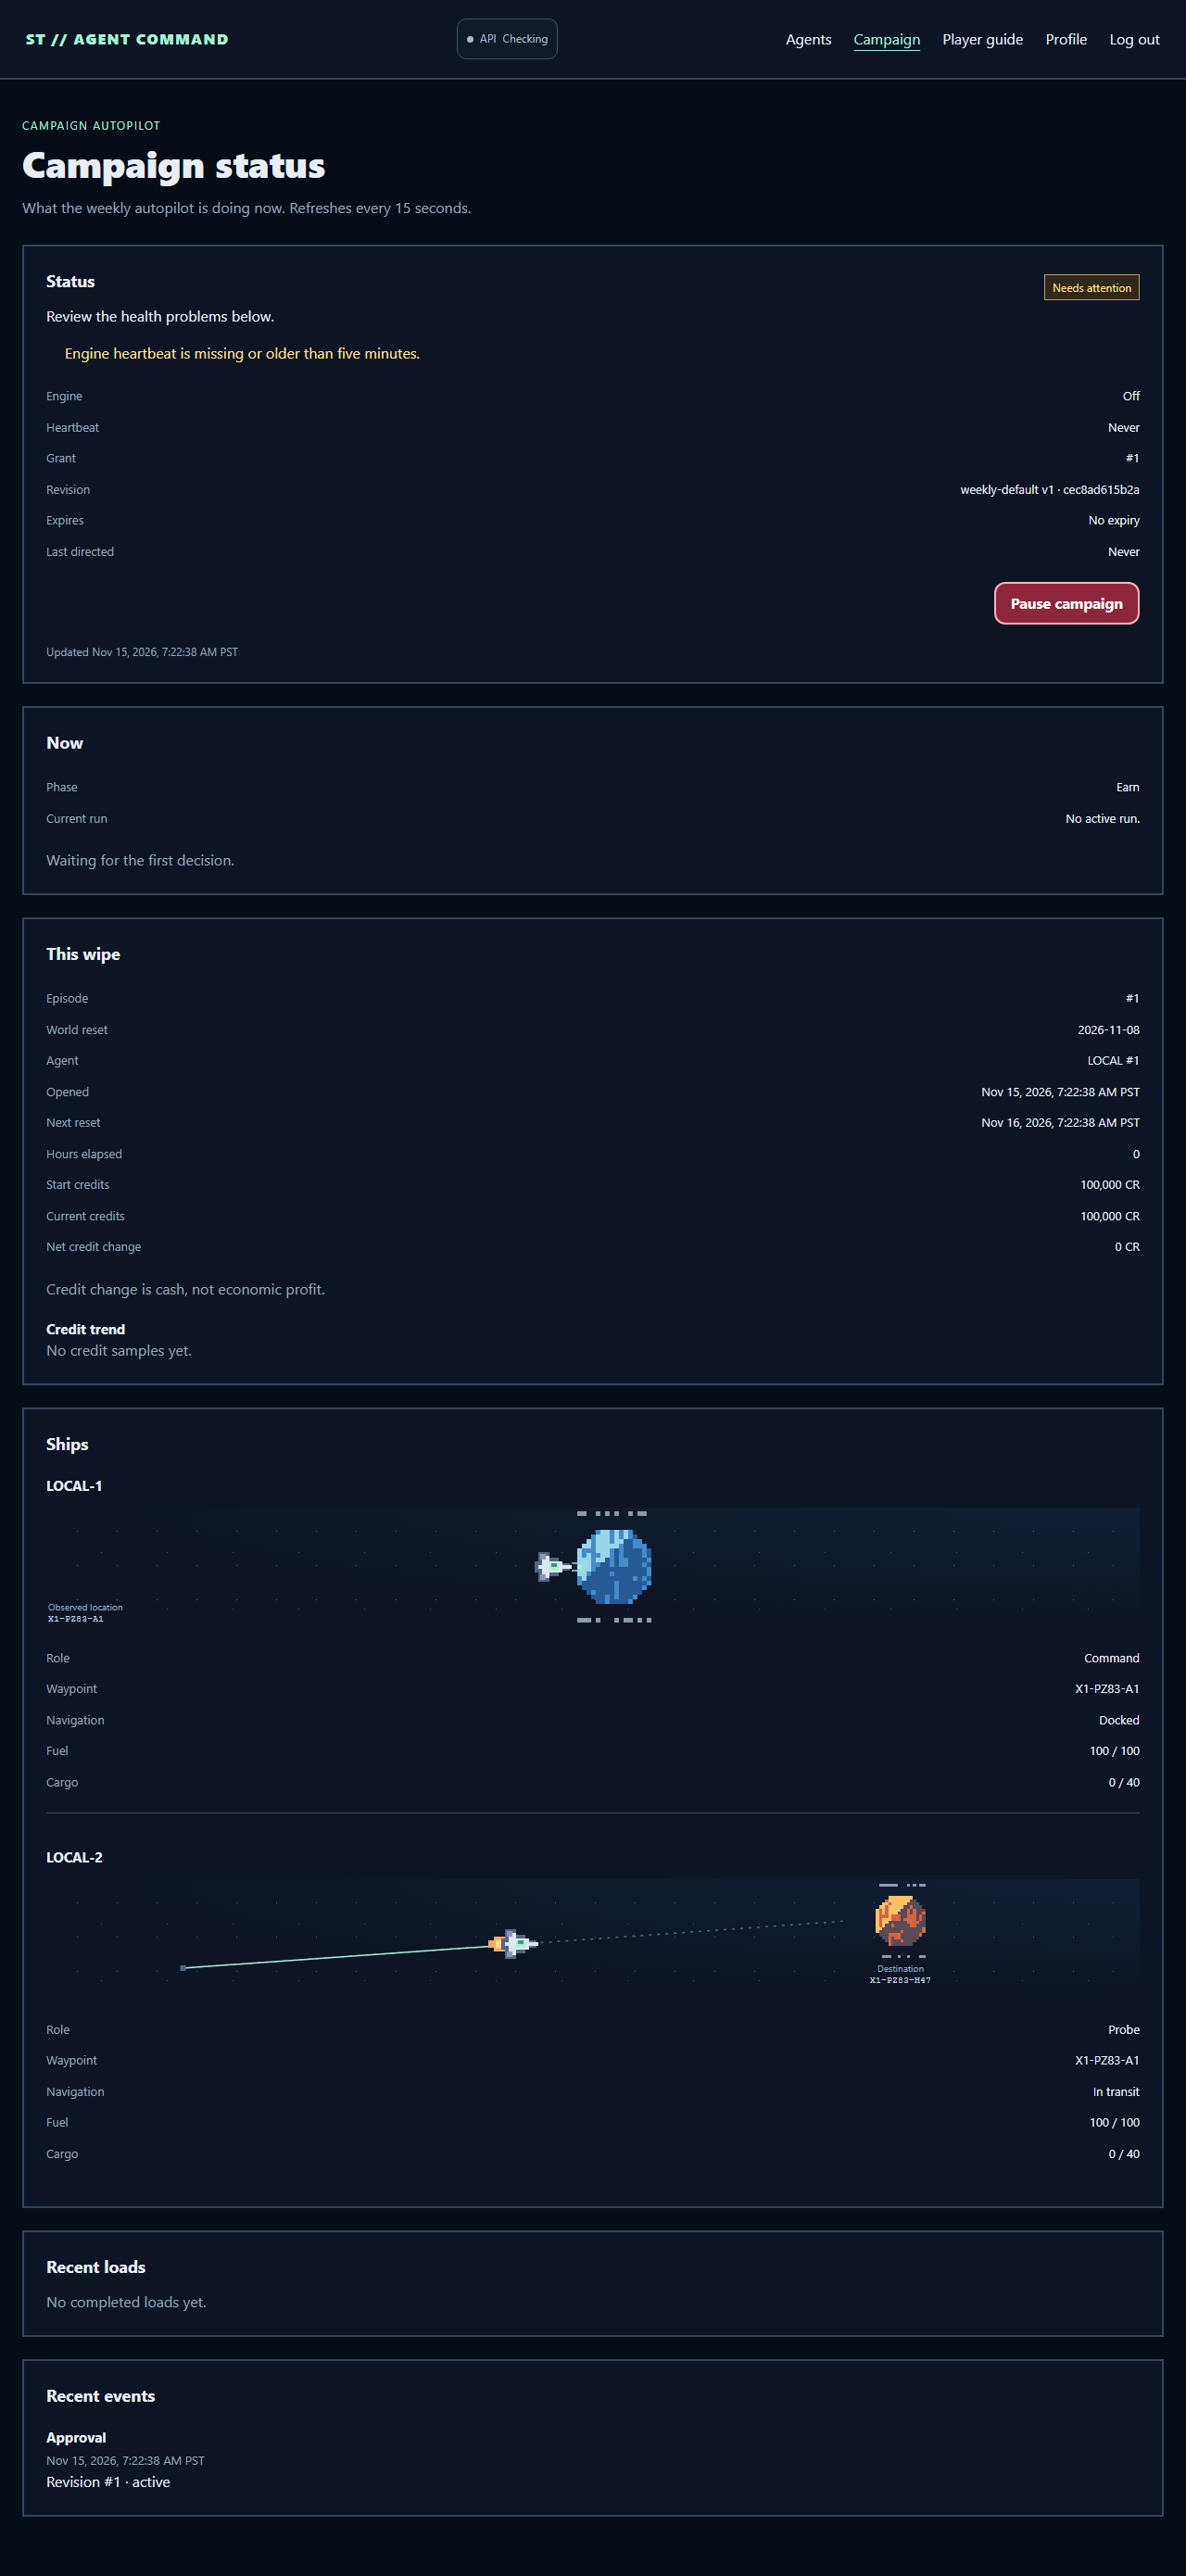 ST // AGENT COMMAND
API Checking
Agents Campaign Player guide Profile Log out
CAMPAIGN AUTOPILOT
Campaign status
What the weekly autopilot is doing now. Refreshes every 15 seconds.
Status
Needs attention
Review the health problems below.
Engine heartbeat is missing or older than five minutes.
Engine Off
Heartbeat Never
Grant #1
Revision weekly-default v1 · cec8ad615b2a
Expires No expiry
Last directed Never
Pause campaign
Updated Nov 15, 2026, 7:22:38 AM PST
Now
Phase Earn
Current run No active run.
Waiting for the first decision.
This wipe
Episode #1
World reset 2026-11-08
Agent LOCAL #1
Opened Nov 15, 2026, 7:22:38 AM PST
Next reset Nov 16, 2026, 7:22:38 AM PST
Hours elapsed 0
Start credits 100,000 CR
Current credits 100,000 CR
Net credit change 0 CR
Credit change is cash, not economic profit.
Credit trend
No credit samples yet.
Ships
LOCAL-1
Observed location
X1-PZ83-A1
Role Command
Waypoint X1-PZ83-A1
Navigation Docked
Fuel 100 / 100
Cargo 0 / 40
LOCAL-2
Destination
X1-PZ83-H47
Role Probe
Waypoint X1-PZ83-A1
Navigation In transit
Fuel 100 / 100
Cargo 0 / 40
Recent loads
No completed loads yet.
Recent events
Approval
Nov 15, 2026, 7:22:38 AM PST
Revision #1 · active